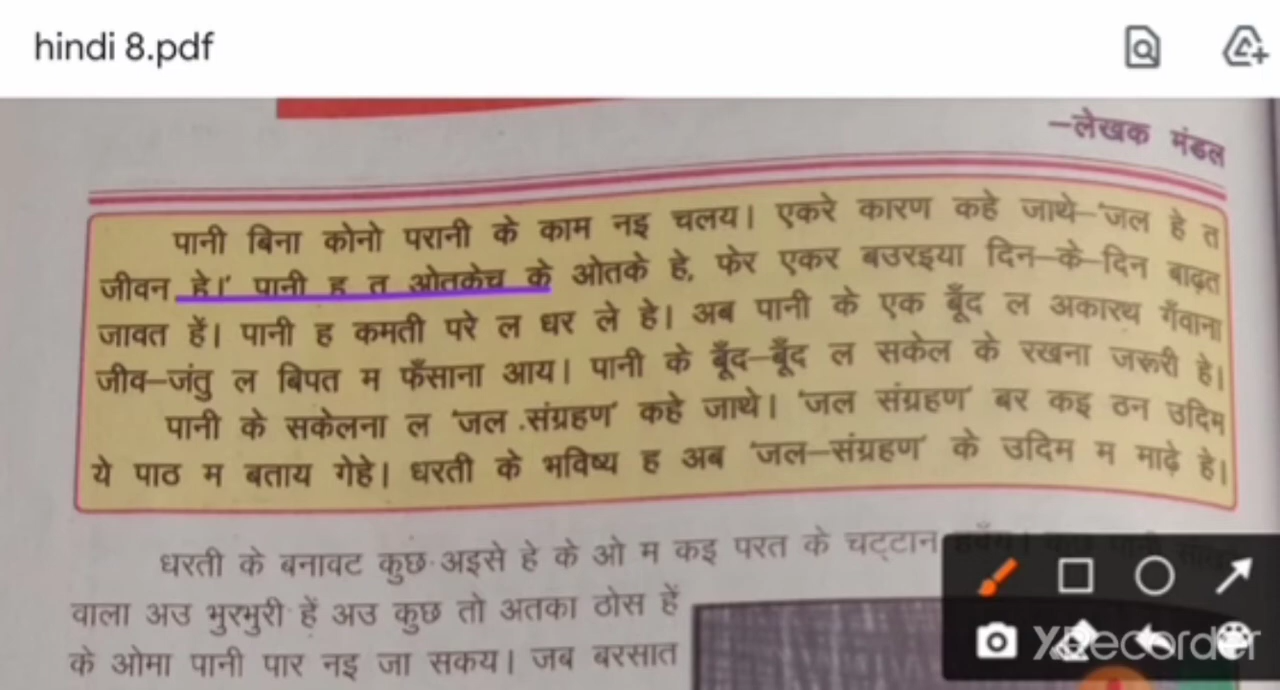 hindi 8.pdf
–लेखक मंडल
पानी बिना कोनो परानी के काम नइ चलय। एकरे कारण कहे जाथे–'जल हे त
जीवन हे।' पानी ह त ओतकेच के ओतके हे, फेर एकर बउरइया दिन–के–दिन बाढ़त
जावत हें। पानी ह कमती परे ल धर ले हे। अब पानी के एक बूँद ल अकारथ गँवाना
जीव–जंतु ल बिपत म फँसाना आय। पानी के बूँद–बूँद ल सकेल के रखना जरूरी हे।
पानी के सकेलना ल 'जल संग्रहण' कहे जाथे। 'जल संग्रहण' बर कइ ठन उदिम
ये पाठ म बताय गेहे। धरती के भविष्य ह अब 'जल–संग्रहण' के उदिम म माढ़े हे।
धरती के बनावट कुछ अइसे हे के ओ म कइ परत के चट्टान
वाला अउ भुरभुरी हें अउ कुछ तो अतका ठोस हें
के ओमा पानी पार नइ जा सकय। जब बरसात
XRecorder